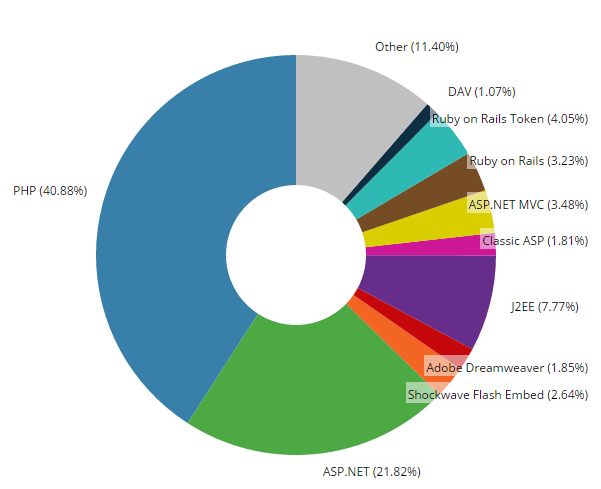 Other (11.40%)
DAV (1.07%)
Ruby on Rails Token (4.05%)
Ruby on Rails (3.23%)
PHP (40.88%)
ASP.NET MVC (3.48%)
Classic ASP (1.81%)
J2EE (7.77%)
Adobe Dreamweaver (1.85%)
Shockwave Flash Embed (2.64%)
ASP.NET (21.82%)